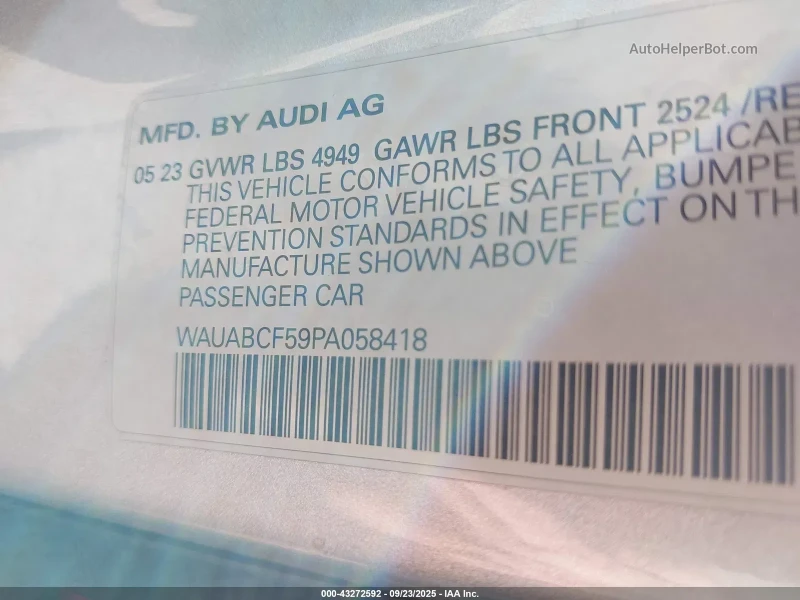 AutoHelperBot.com
MFD. BY AUDI AG
05 23 GVWR LBS 4949 GAWR LBS FRONT 2524 /RE
THIS VEHICLE CONFORMS TO ALL APPLICAB
FEDERAL MOTOR VEHICLE SAFETY, BUMPE
PREVENTION STANDARDS IN EFFECT ON TH
MANUFACTURE SHOWN ABOVE
PASSENGER CAR
WAUABCF59PA058418
000-43272592 - 09/23/2025 - IAA Inc.